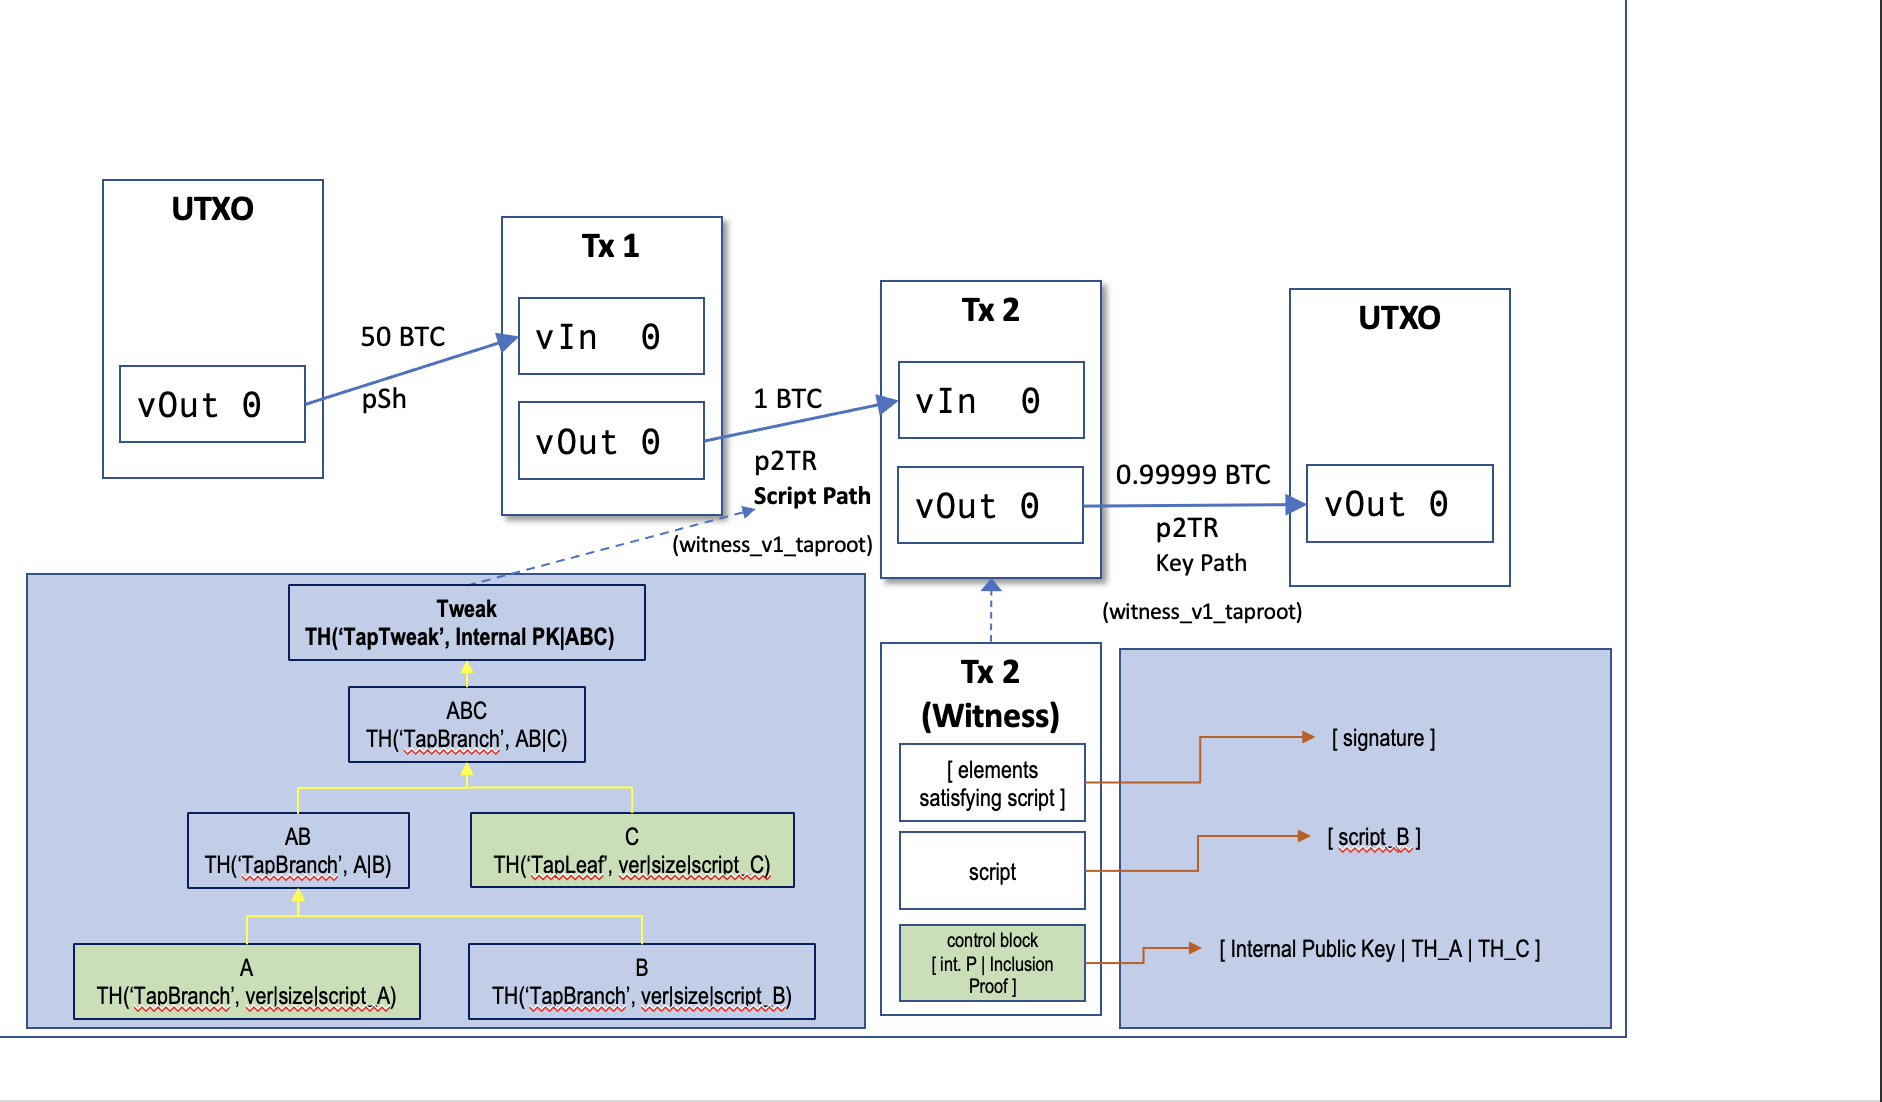 UTXO
vOut 0
50 BTC
pSh
Tx 1
vIn 0
vOut 0
1 BTC
p2TR
Script Path
(witness_v1_taproot)
Tx 2
vIn 0
vOut 0
0.99999 BTC
p2TR
Key Path
(witness_v1_taproot)
UTXO
vOut 0
Tweak
TH(‘TapTweak’, Internal PK|ABC)
ABC
TH(‘TapBranch’, AB|C)
AB
TH(‘TapBranch’, A|B)
C
TH(‘TapLeaf’, ver|size|script_C)
A
TH(‘TapBranch’, ver|size|script_A)
B
TH(‘TapBranch’, ver|size|script_B)
Tx 2
(Witness)
[ elements
satisfying script ]
script
control block
[ int. P | Inclusion
Proof ]
[ signature ]
[ script_B ]
[ Internal Public Key | TH_A | TH_C ]